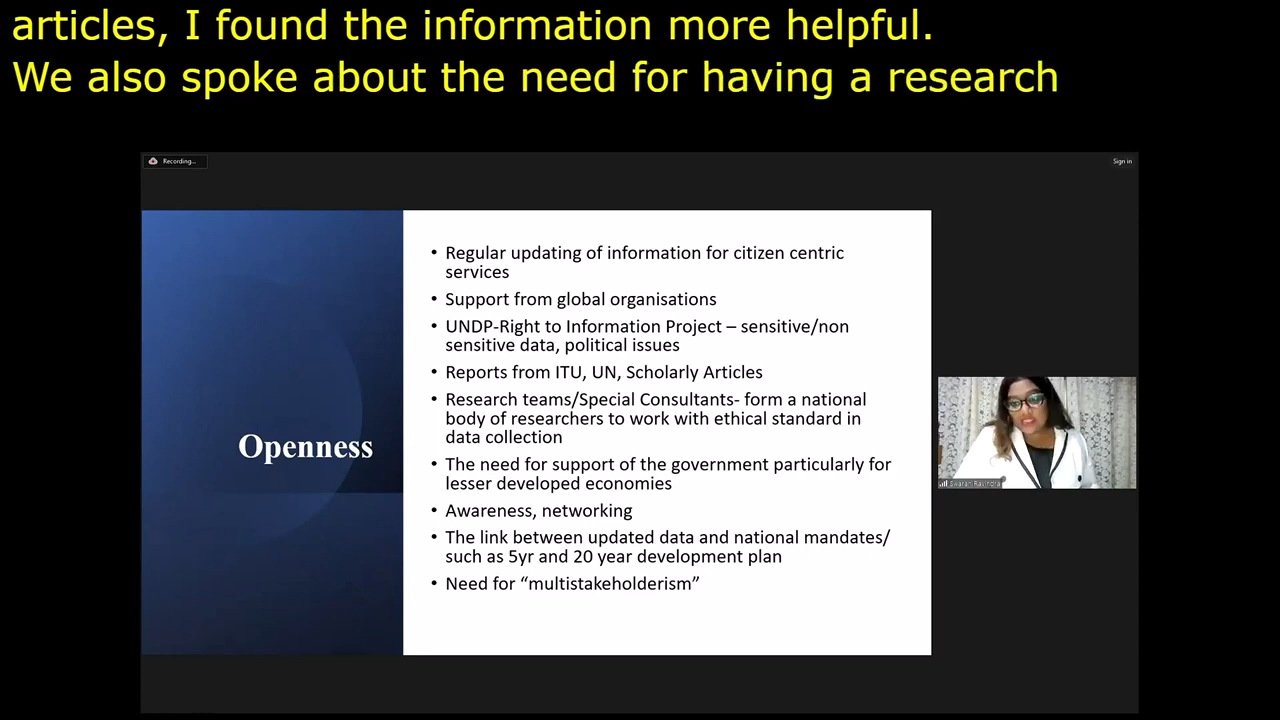 articles, I found the information more helpful.
We also spoke about the need for having a research
Recording...
Sign in
Openness
• Regular updating of information for citizen centric
services
• Support from global organisations
• UNDP-Right to Information Project – sensitive/non
sensitive data, political issues
• Reports from ITU, UN, Scholarly Articles
• Research teams/Special Consultants- form a national
body of researchers to work with ethical standard in
data collection
• The need for support of the government particularly for
lesser developed economies
• Awareness, networking
• The link between updated data and national mandates/
such as 5yr and 20 year development plan
• Need for “multistakeholderism”
Swaran Ravindra